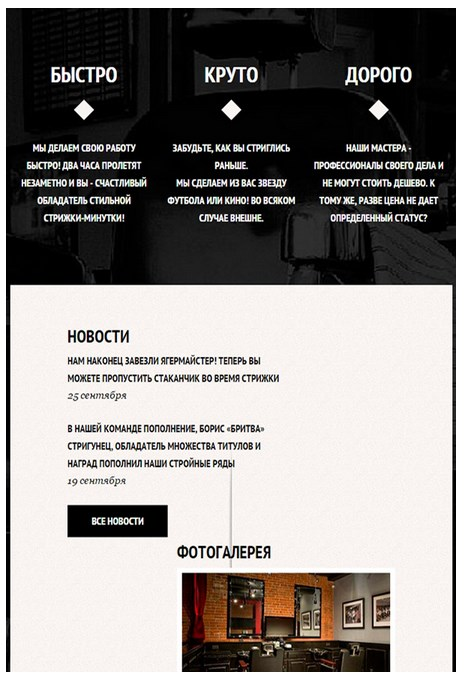 БЫСТРО
МЫ ДЕЛАЕМ СВОЮ РАБОТУ
БЫСТРО! ДВА ЧАСА ПРОЛЕТЯТ
НЕЗАМЕТНО И ВЫ - СЧАСТЛИВЫЙ
ОБЛАДАТЕЛЬ СТИЛЬНОЙ
СТРИЖКИ-МИНУТКИ!
КРУТО
ЗАБУДЬТЕ, КАК ВЫ СТРИГЛИСЬ
РАНЬШЕ.
МЫ СДЕЛАЕМ ИЗ ВАС ЗВЕЗДУ
ФУТБОЛА ИЛИ КИНО! ВО ВСЯКОМ
СЛУЧАЕ ВНЕШНЕ.
ДОРОГО
НАШИ МАСТЕРА -
ПРОФЕССИОНАЛЫ СВОЕГО ДЕЛА И
НЕ МОГУТ СТОИТЬ ДЕШЕВО. К
ТОМУ ЖЕ, РАЗВЕ ЦЕНА НЕ ДАЕТ
ОПРЕДЕЛЕННЫЙ СТАТУС?
НОВОСТИ
НАМ НАКОНЕЦ ЗАВЕЗЛИ ЯГЕРМАЙСТЕР! ТЕПЕРЬ ВЫ
МОЖЕТЕ ПРОПУСТИТЬ СТАКАНЧИК ВО ВРЕМЯ СТРИЖКИ
25 сентября
В НАШЕЙ КОМАНДЕ ПОПОЛНЕНИЕ, БОРИС «БРИТВА»
СТРИГУНЕЦ, ОБЛАДАТЕЛЬ МНОЖЕСТВА ТИТУЛОВ И
НАГРАД ПОПОЛНИЛ НАШИ СТРОЙНЫЕ РЯДЫ
19 сентября
ВСЕ НОВОСТИ
ФОТОГАЛЕРЕЯ